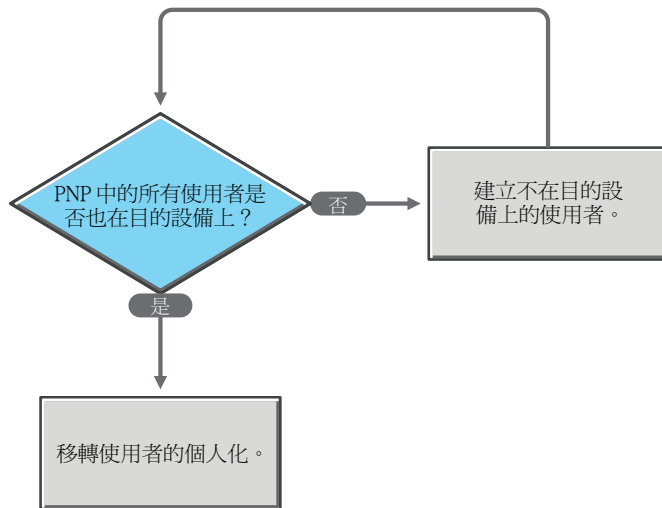 PNP 中的所有使用者是
否也在目的設備上？
否
建立不在目的設
備上的使用者。
是
移轉使用者的個人化。